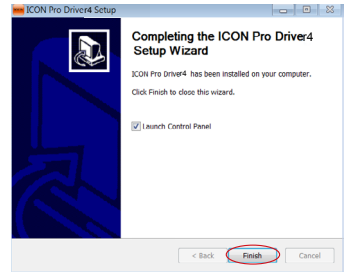 ICON Pro Driver4 Setup
Completing the ICON Pro Driver4
Setup Wizard
ICON Pro Driver4 has been installed on your computer.
Click Finish to close this wizard.
Launch Control Panel
< Back Finish Cancel